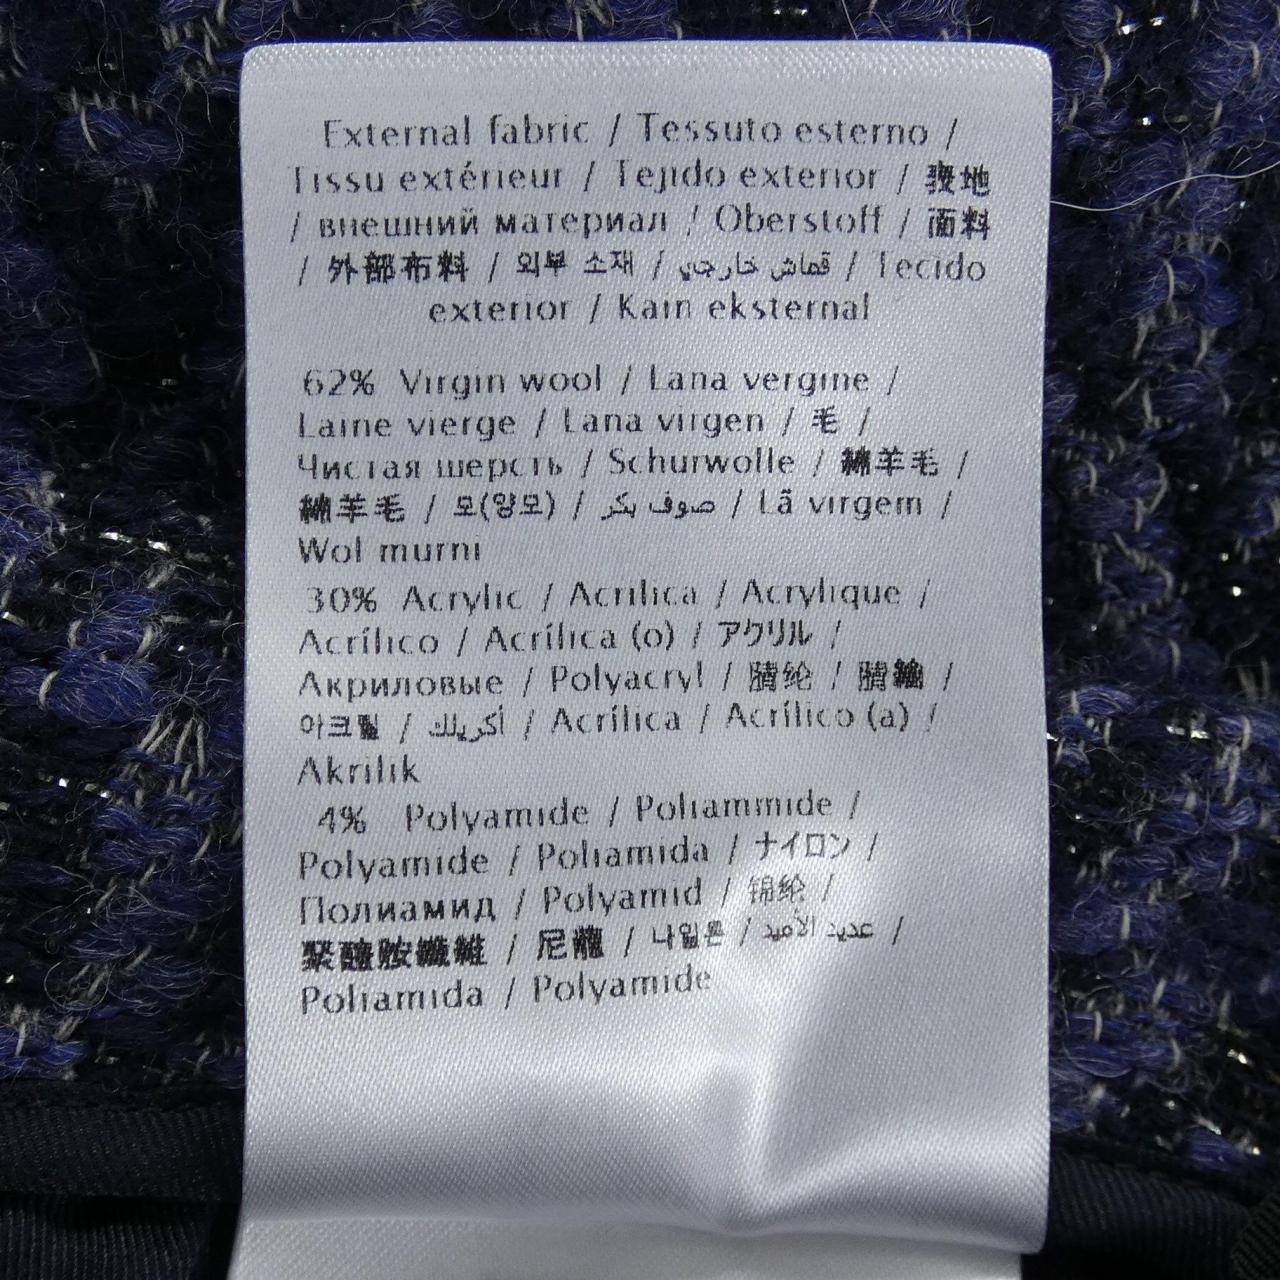 External fabric / Tessuto esterno /
Tissu extérieur / Tejido exterior / 表地
/ внешний материал / Oberstoff / 面料
/ 外部布料 / 외부 소재 / قماش خارجي / Tecido
exterior / Kain eksternal
62% Virgin wool / Lana vergine /
Laine vierge / Lana virgen / 毛 /
Чистая шерсть / Schurwolle / 綿羊毛 /
綿羊毛 / 모(양모) / صوف بكر / Lã virgem /
Wol murni
30% Acrylic / Acrilica / Acrylique /
Acrílico / Acrílica (o) / アクリル /
Акриловые / Polyacryl / 腈纶 / 腈綸 /
아크릴 / أكريليك / Acrílica / Acrílico (a) /
Akrilik
4% Polyamide / Poliammide /
Polyamide / Poliamida / ナイロン /
Полиамид / Polyamid / 锦纶 /
聚醯胺纖維 / 尼龍 / 나일론 / عديد الأميد /
Poliamida / Polyamide